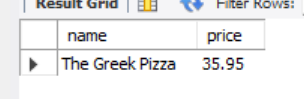 Result Grid Filter Rows:
name price
The Greek Pizza 35.95